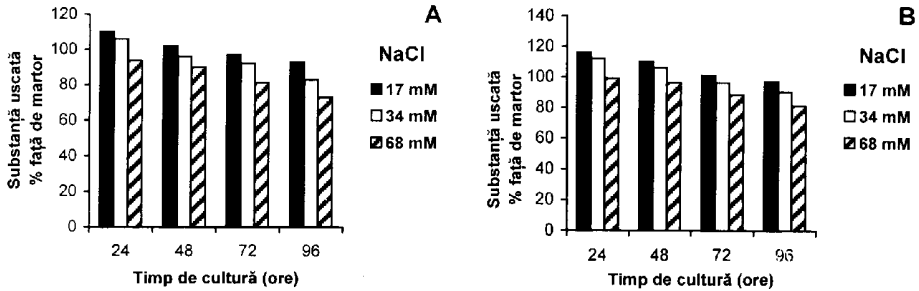 A
Substanță uscată
% față de martor
120
100
80
60
40
20
0
24 48 72 96
Timp de cultură (ore)
NaCl
17 mM
34 mM
68 mM
B
Substanță uscată
% față de martor
140
120
100
80
60
40
20
0
24 48 72 96
Timp de cultură (ore)
NaCl
17 mM
34 mM
68 mM